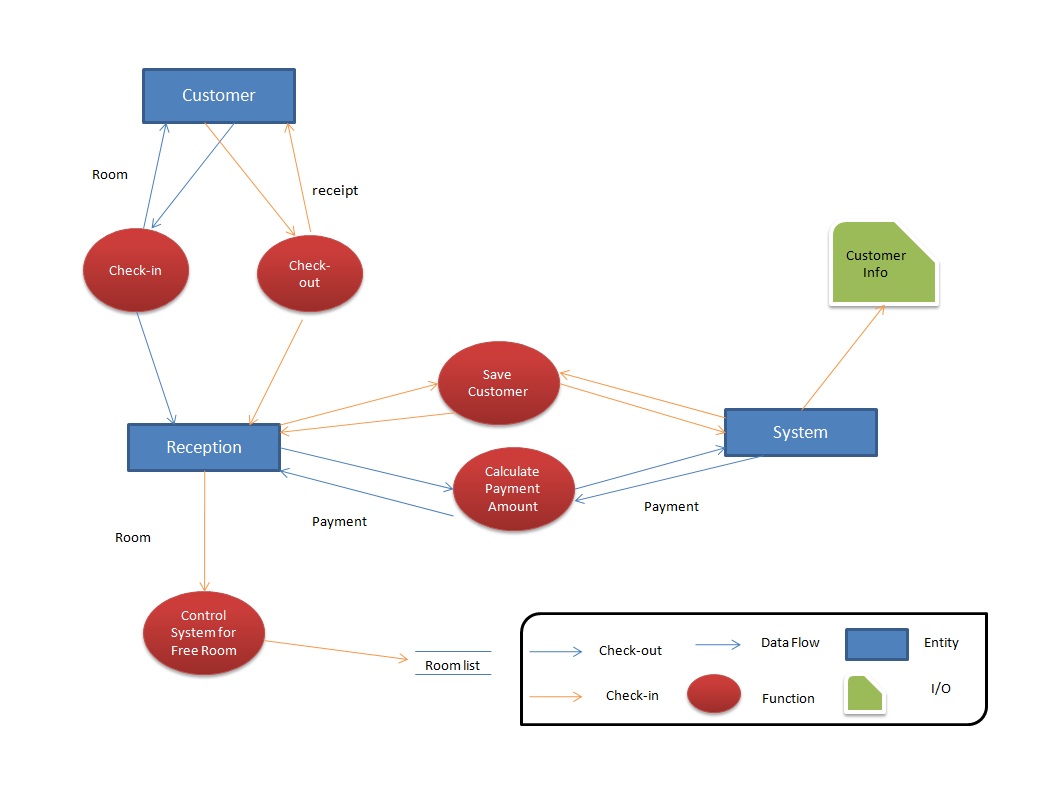 Customer
Room
receipt
Check-in
Check-
out
Customer
Info
Save
Customer
Reception
System
Calculate
Payment
Amount
Payment
Payment
Room
Control
System for
Free Room
Room list
Check-out
Data Flow
Entity
Check-in
Function
I/O